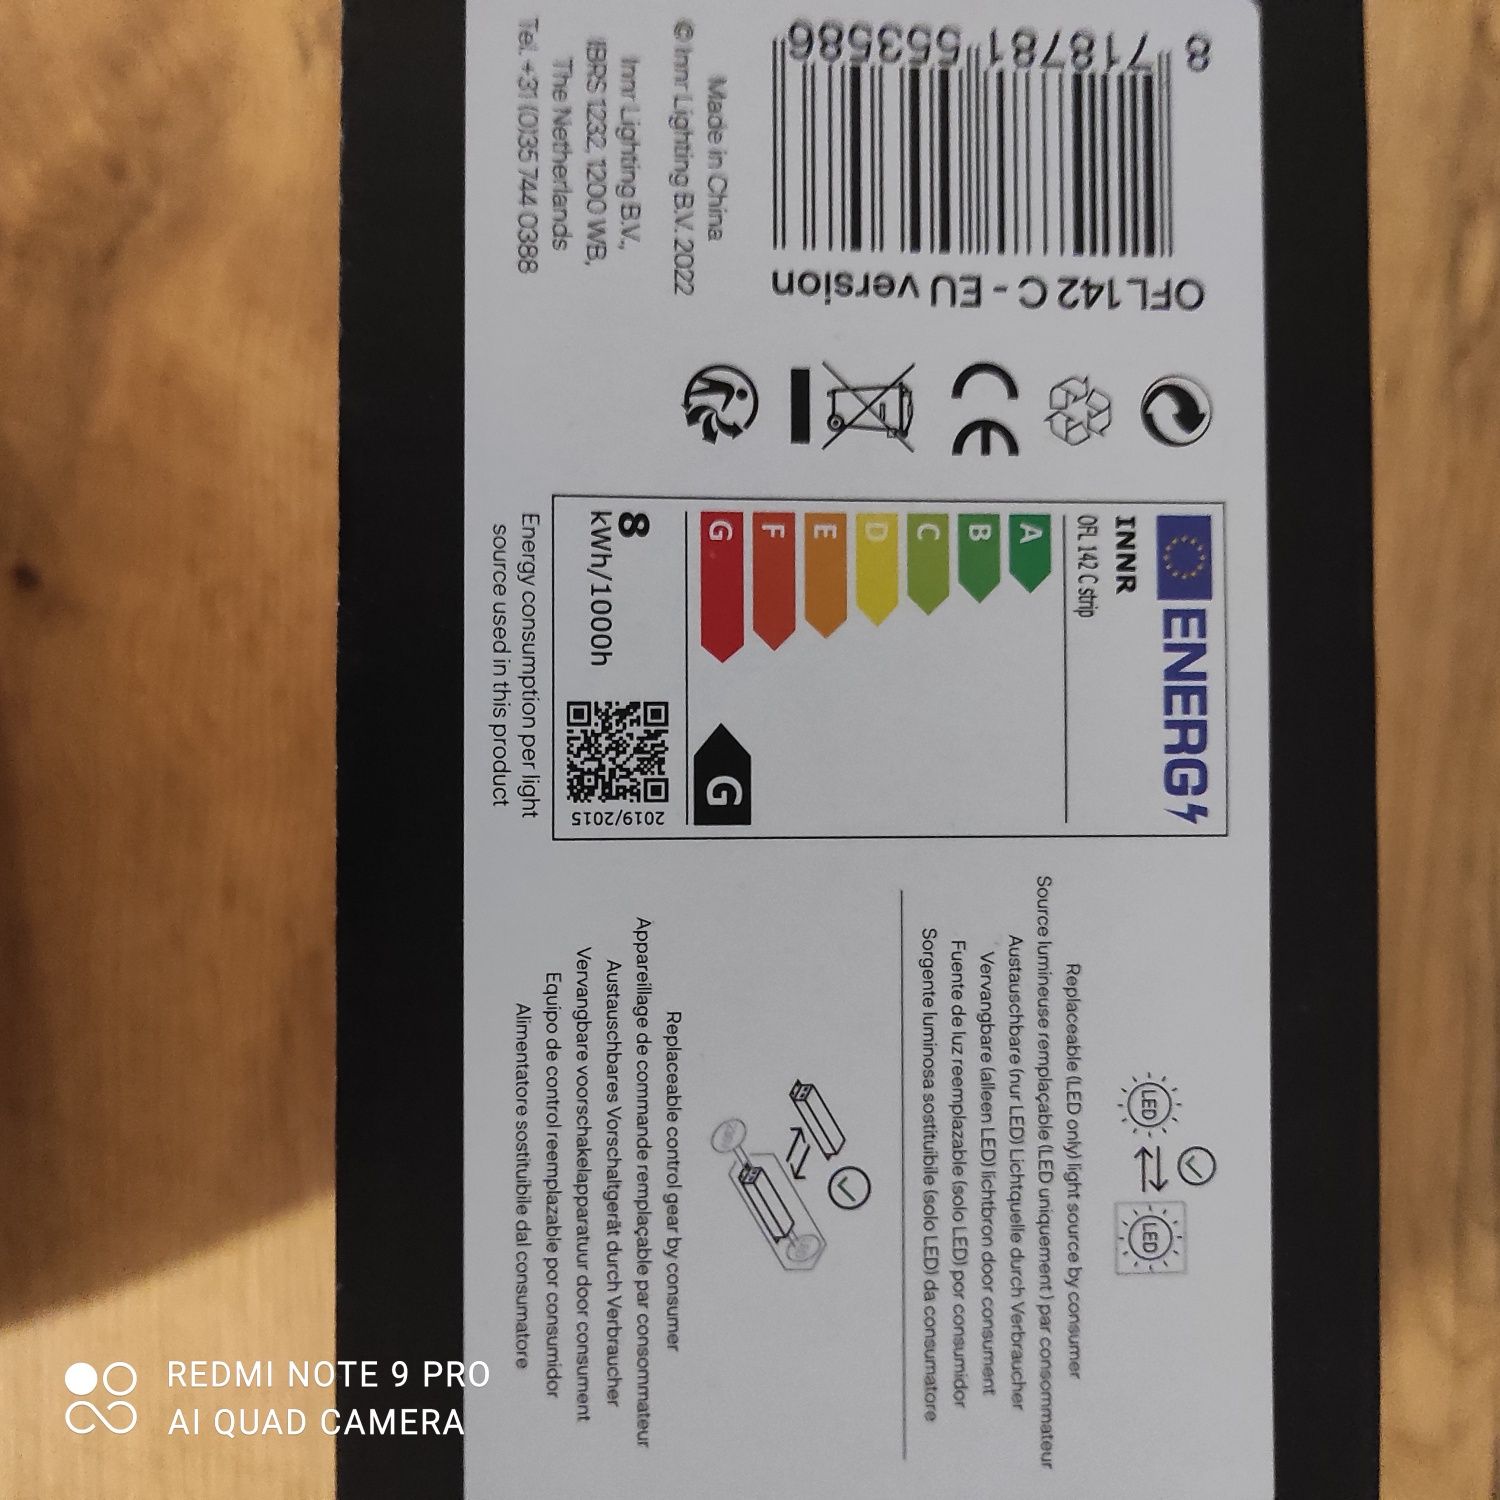 8 718781 553586
OFL 142 C - EU version
Made in China
© Innr Lighting B.V. 2022
Innr Lighting B.V.,
IBRS 1232, 1200 WB,
The Netherlands
Tel. +31 (0)35 744 0388
CE
ENERG
INNR
OFL 142 C strip
A
B
C
D
E
F
G
G
8
kWh/1000h
2019/2015
Energy consumption per light
source used in this product
LED
LED
Replaceable (LED only) light source by consumer
Source lumineuse remplaçable (LED uniquement ) par consommateur
Austauschbare (nur LED) Lichtquelle durch Verbraucher
Vervangbare (alleen LED) lichtbron door consument
Fuente de luz reemplazable (solo LED) por consumidor
Sorgente luminosa sostituibile (solo LED) da consumatore
Replaceable control gear by consumer
Appareillage de commande remplaçable par consommateur
Austauschbares Vorschaltgerät durch Verbraucher
Vervangbare voorschakelapparatuur door consument
Equipo de control reemplazable por consumidor
Alimentatore sostituibile dal consumatore
REDMI NOTE 9 PRO
AI QUAD CAMERA